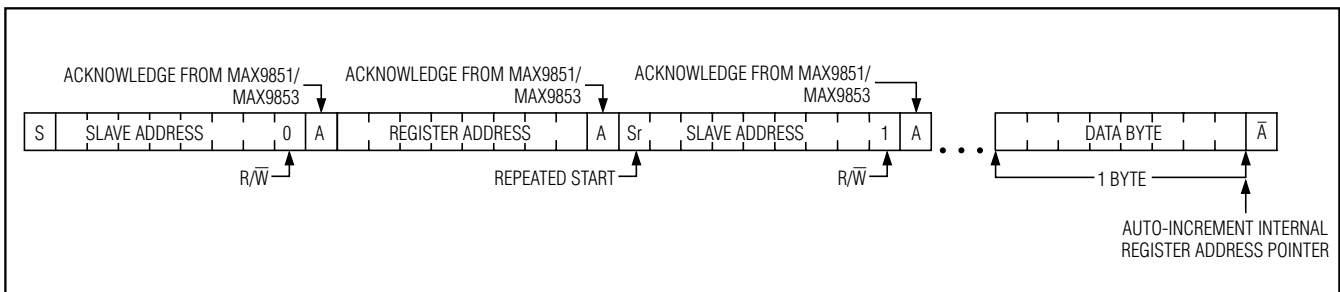 ACKNOWLEDGE FROM MAX9851/
MAX9853
ACKNOWLEDGE FROM MAX9851/
MAX9853
ACKNOWLEDGE FROM MAX9851/
MAX9853
S SLAVE ADDRESS 0 A REGISTER ADDRESS A Sr SLAVE ADDRESS 1 A ••• DATA BYTE A̅
R/W̅ REPEATED START R/W̅ 1 BYTE
AUTO-INCREMENT INTERNAL
REGISTER ADDRESS POINTER